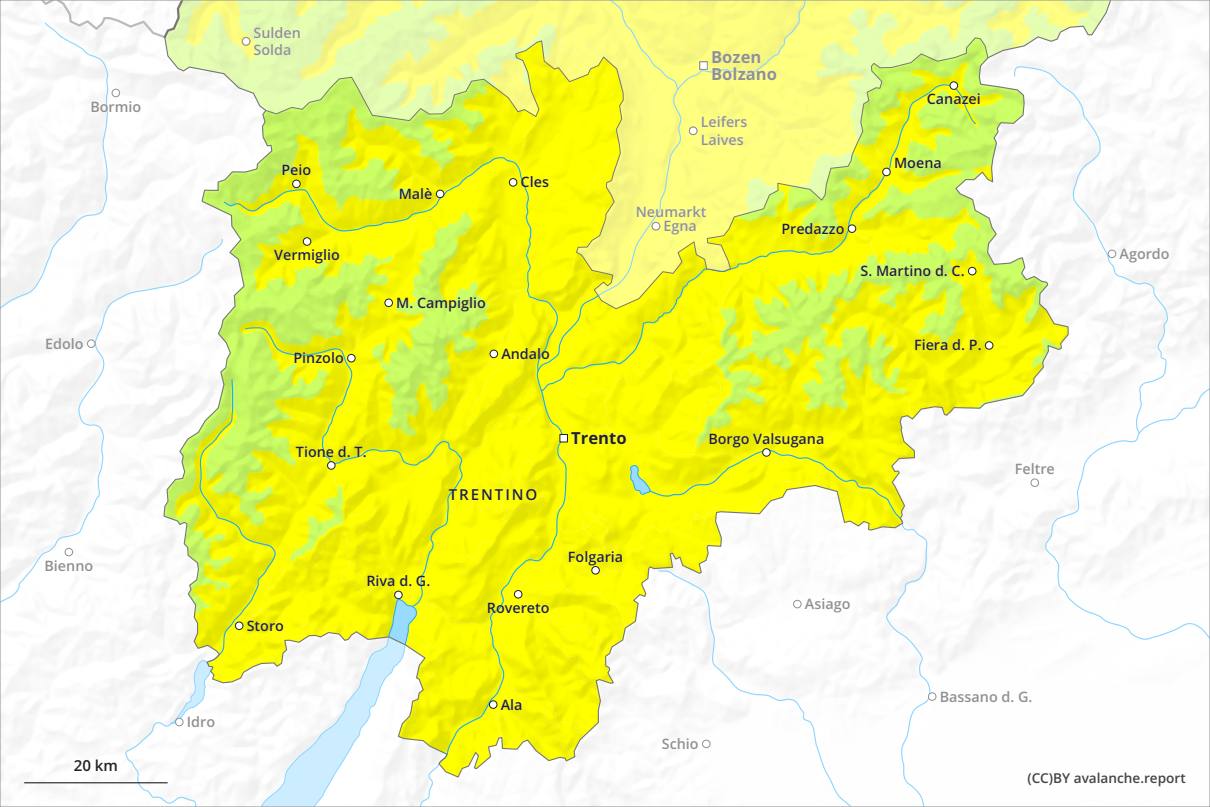 Sulden
Solda
Bozen
Bolzano
Bormio
Canazei
Leifers
Laives
Moena
Peio
Malè
Cles
Neumarkt
Egna
Predazzo
Vermiglio
Agordo
S. Martino d. C.
M. Campiglio
Edolo
Pinzolo
Andalo
Fiera d. P.
Trento
Borgo Valsugana
Tione d. T.
Feltre
TRENTINO
Bienno
Folgaria
Riva d. G.
Rovereto
Asiago
Storo
Bassano d. G.
Ala
Idro
Schio
20 km
(CC)BY avalanche.report